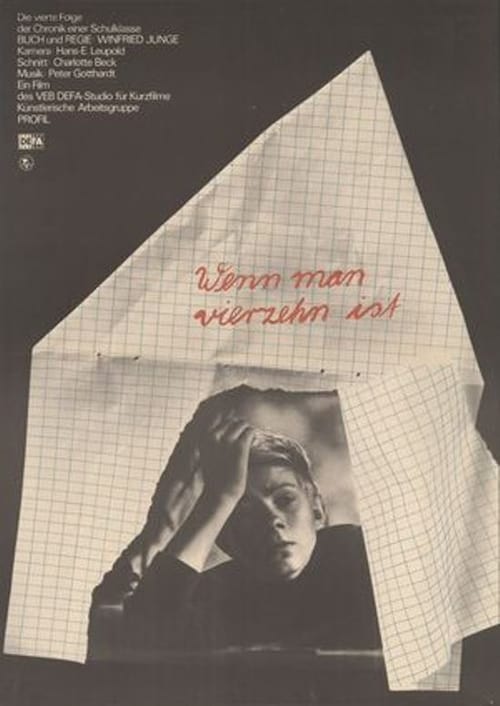 Die vierte Folge
der Chronik einer Schulklasse
BUCH und REGIE · WINFRIED JUNGE
Kamera · Hans-E. Leupold
Schnitt · Charlotte Beck
Musik · Peter Gotthardt
Ein Film
des VEB DEFA-Studio für Kurzfilme
Künstlerische Arbeitsgruppe
PROFIL
DEFA
Wenn man
vierzehn ist